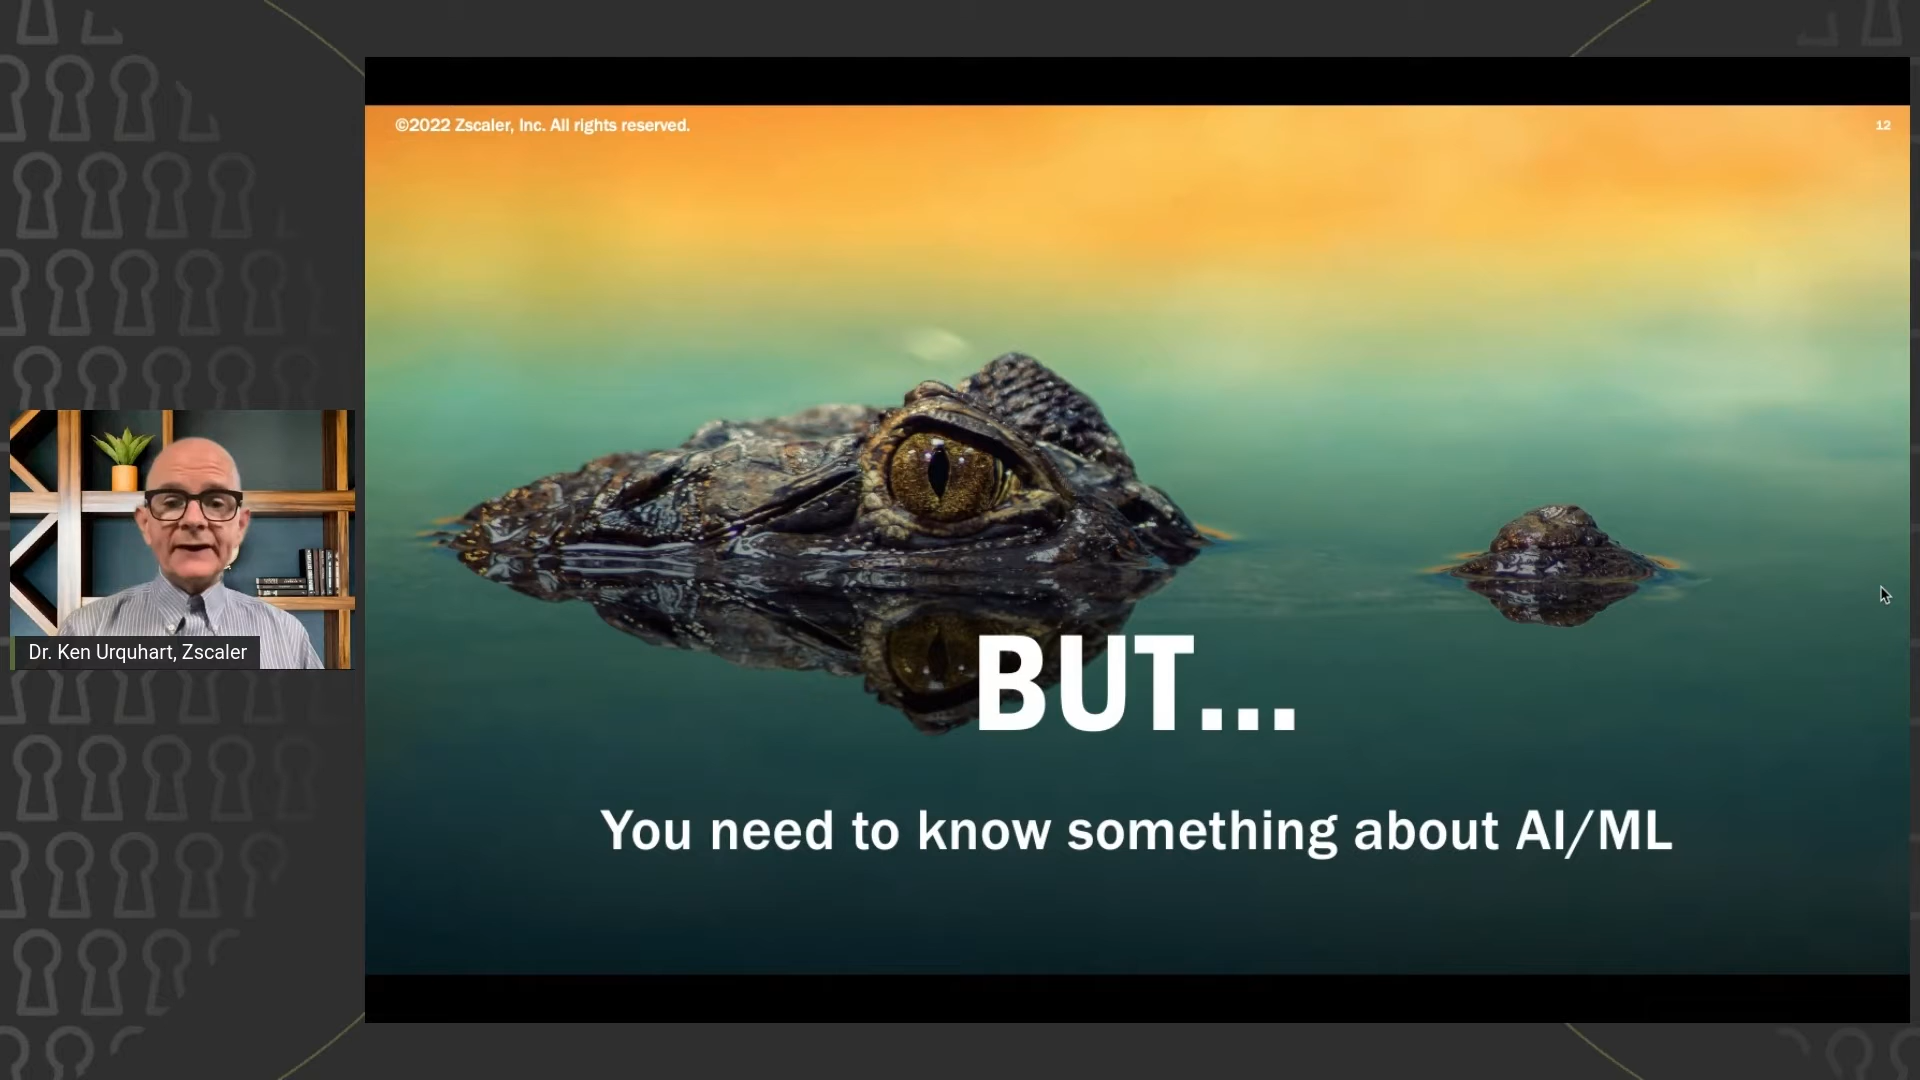 ©2022 Zscaler, Inc. All rights reserved.
12
BUT...
You need to know something about AI/ML
Dr. Ken Urquhart, Zscaler